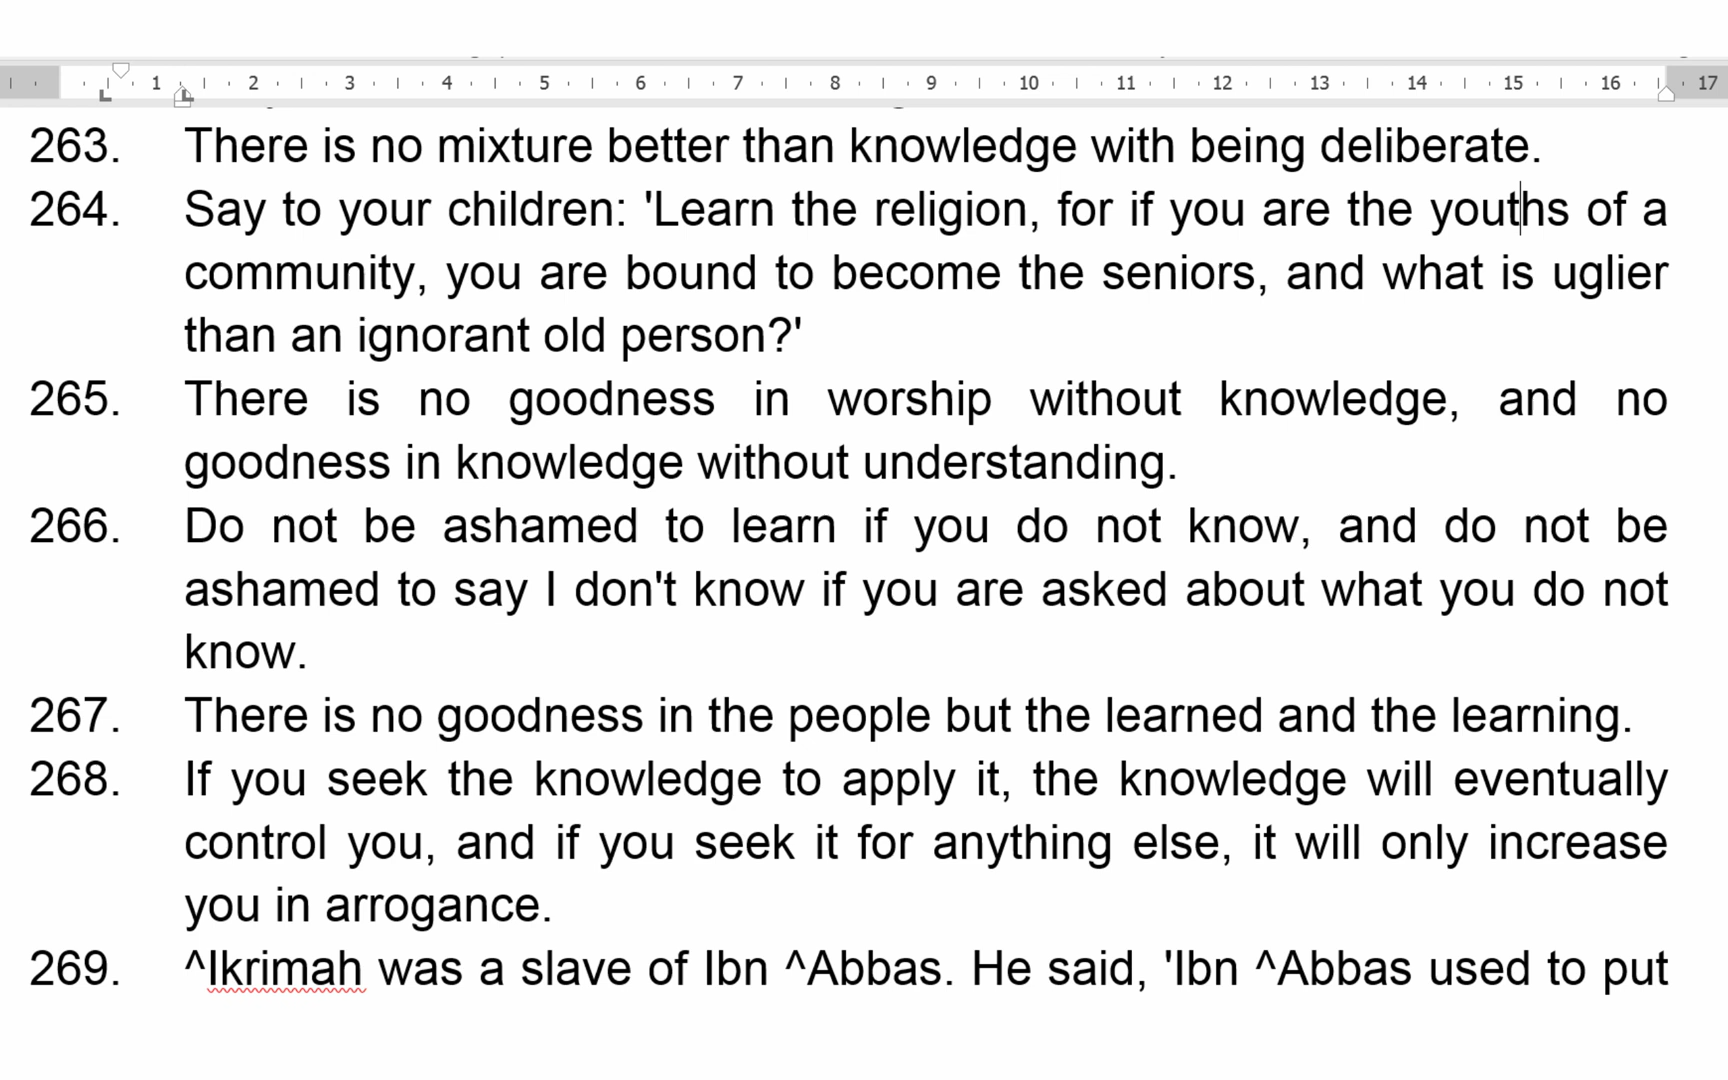 1 2 3 4 5 6 7 8 9 10 11 12 13 14 15 16 17
263. There is no mixture better than knowledge with being deliberate.
264. Say to your children: 'Learn the religion, for if you are the youths of a
community, you are bound to become the seniors, and what is uglier
than an ignorant old person?'
265. There is no goodness in worship without knowledge, and no
goodness in knowledge without understanding.
266. Do not be ashamed to learn if you do not know, and do not be
ashamed to say I don't know if you are asked about what you do not
know.
267. There is no goodness in the people but the learned and the learning.
268. If you seek the knowledge to apply it, the knowledge will eventually
control you, and if you seek it for anything else, it will only increase
you in arrogance.
269. ^Ikrimah was a slave of Ibn ^Abbas. He said, 'Ibn ^Abbas used to put